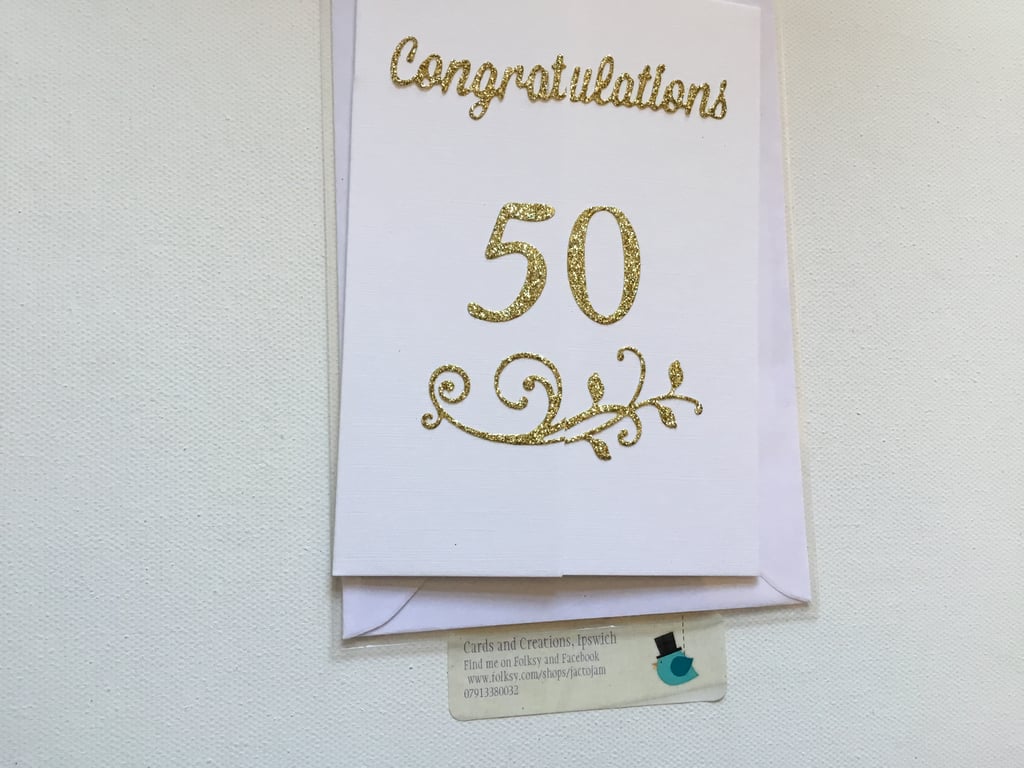 Congratulations
50
Cards and Creations, Ipswich
Find me on Folksy and Facebook
www.folksy.com/shops/jactojam
07913380032